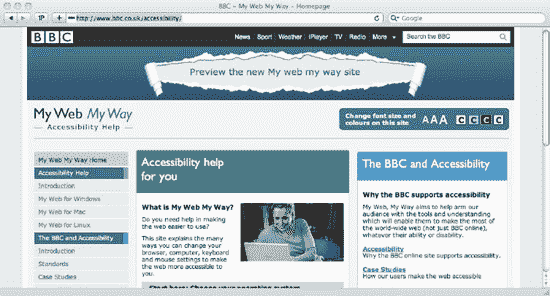 BBC – My Web My Way – Homepage
1P
http://www.bbc.co.uk/accessibility/
Google
BBC
News Sport Weather iPlayer TV Radio More
Search the BBC
Preview the new My web my way site
My Web My Way
Accessibility Help
Change font size and
colours on this site
A A A
C C C C
My Web My Way Home
Accessibility Help
Introduction
My Web for Windows
My Web for Mac
My Web for Linux
The BBC and Accessibility
Introduction
Standards
Case Studies
Accessibility help
for you
What is My Web My Way?
Do you need help in making
the web easier to use?
This site explains the many
ways you can change your
browser, computer, keyboard
and mouse settings to make
the web more accessible to
you.
Start here: Choose your operating system
The BBC and Accessibility
Why the BBC supports accessibility
My Web, My Way aims to help arm our
audience with the tools and understanding
which will enable them to make the most of
the world-wide web (not just BBC online),
whatever their ability or disability.
Accessibility
Why the BBC online site supports accessibility.
Case Studies
How our users make the web accessible